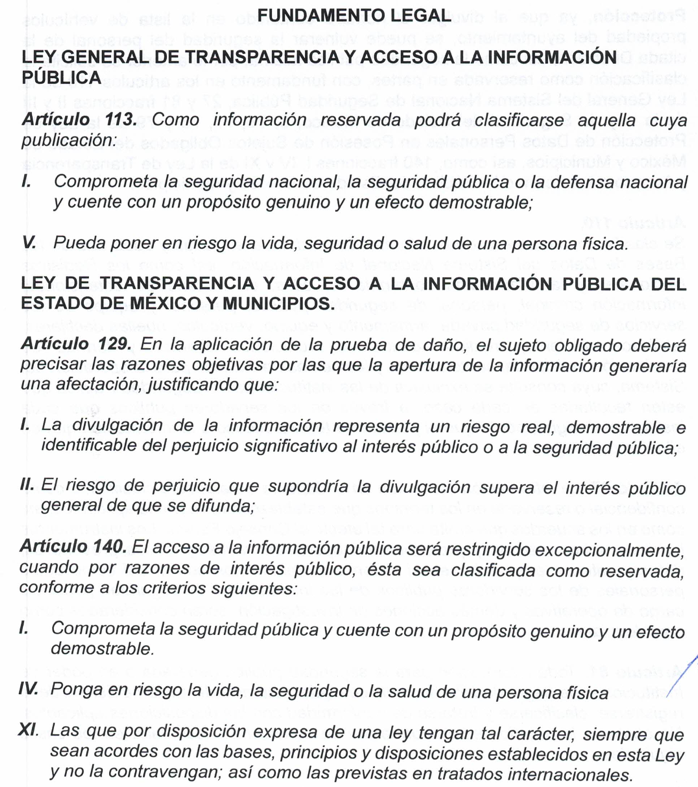 FUNDAMENTO LEGAL
LEY GENERAL DE TRANSPARENCIA Y ACCESO A LA INFORMACIÓN
PÚBLICA
Artículo 113. Como información reservada podrá clasificarse aquella cuya
publicación:
I. Comprometa la seguridad nacional, la seguridad pública o la defensa nacional
y cuente con un propósito genuino y un efecto demostrable;
V. Pueda poner en riesgo la vida, seguridad o salud de una persona física.
LEY DE TRANSPARENCIA Y ACCESO A LA INFORMACIÓN PÚBLICA DEL
ESTADO DE MÉXICO Y MUNICIPIOS.
Artículo 129. En la aplicación de la prueba de daño, el sujeto obligado deberá
precisar las razones objetivas por las que la apertura de la información generaría
una afectación, justificando que:
I. La divulgación de la información representa un riesgo real, demostrable e
identificable del perjuicio significativo al interés público o a la seguridad pública;
II. El riesgo de perjuicio que supondría la divulgación supera el interés público
general de que se difunda;
Artículo 140. El acceso a la información pública será restringido excepcionalmente,
cuando por razones de interés público, ésta sea clasificada como reservada,
conforme a los criterios siguientes:
I. Comprometa la seguridad pública y cuente con un propósito genuino y un efecto
demostrable.
IV. Ponga en riesgo la vida, la seguridad o la salud de una persona física
XI. Las que por disposición expresa de una ley tengan tal carácter, siempre que
sean acordes con las bases, principios y disposiciones establecidos en esta Ley
y no la contravengan; así como las previstas en tratados internacionales.